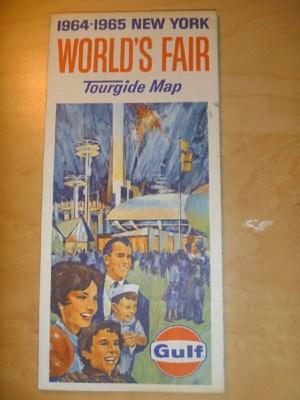 1964-1965 NEW YORK
WORLD'S FAIR
Tourgide Map
Gulf